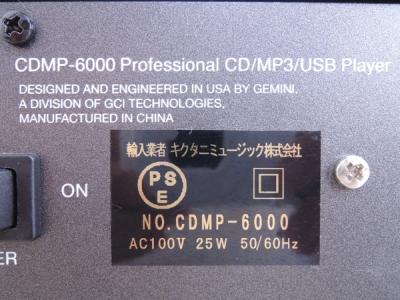 CDMP-6000 Professional CD/MP3/USB Player
DESIGNED AND ENGINEERED IN USA BY GEMINI,
A DIVISION OF GCI TECHNOLOGIES,
MANUFACTURED IN CHINA
輸入業者 キクタニミュージック株式会社
PS
E
ON
NO.CDMP-6000
AC100V 25W 50/60Hz